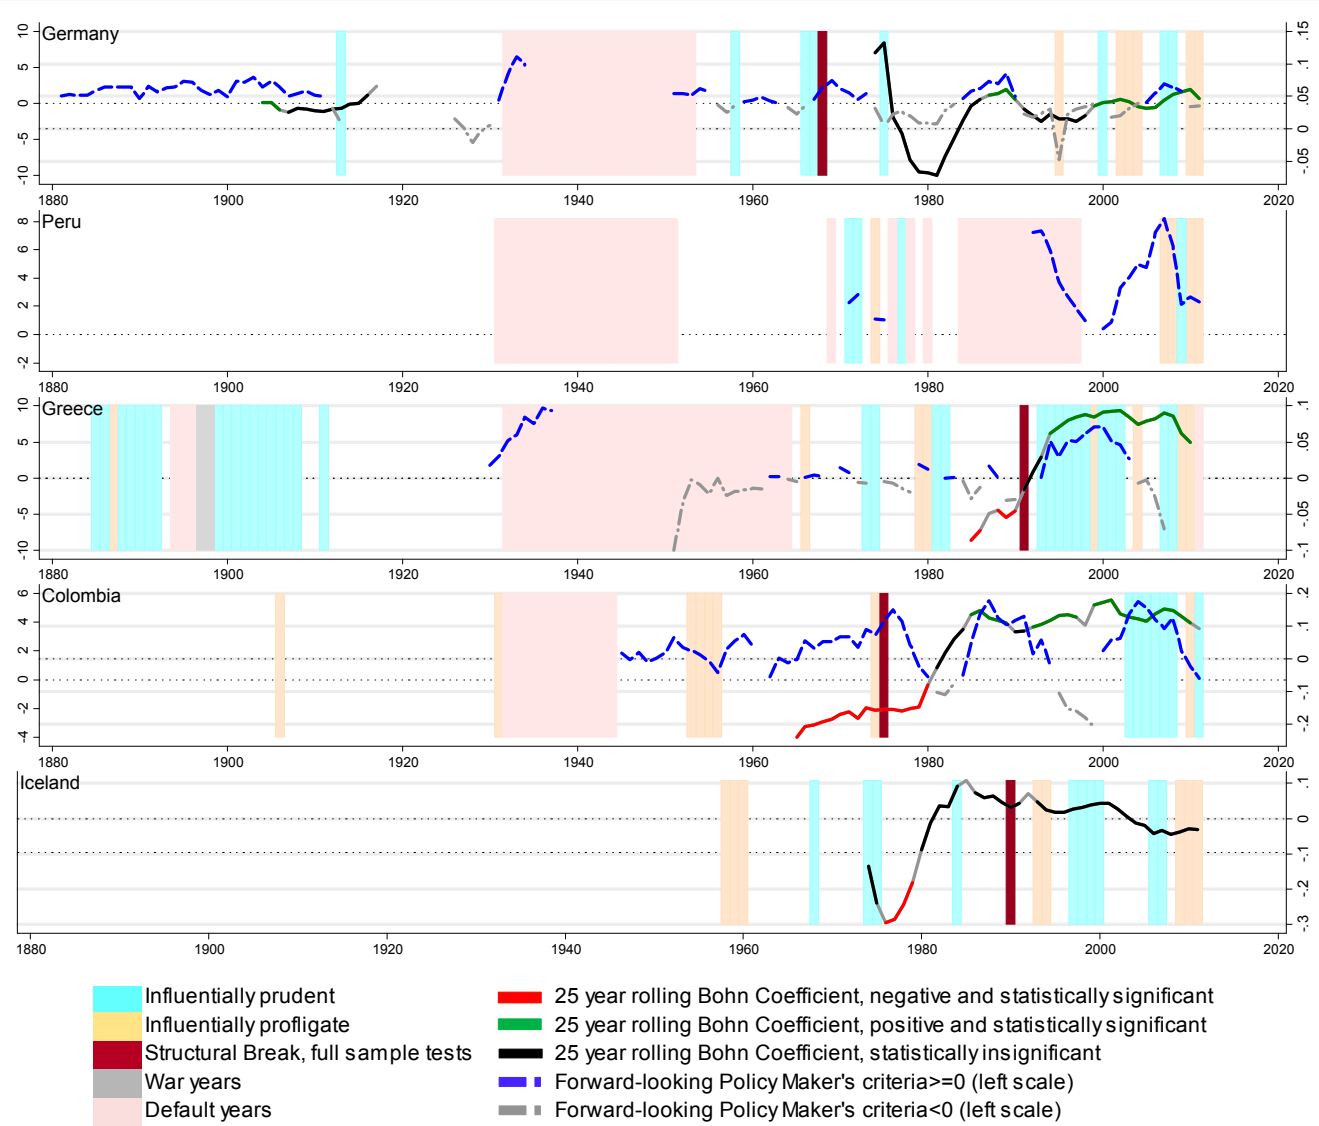 Germany
10
5
0
-5
-10
.15
.1
.05
0
-.05
1880 1900 1920 1940 1960 1980 2000 2020
Peru
8
6
4
2
0
-2
1880 1900 1920 1940 1960 1980 2000 2020
Greece
10
5
0
-5
-10
.1
.05
0
-.05
-.1
1880 1900 1920 1940 1960 1980 2000 2020
Colombia
6
4
2
0
-2
-4
.2
.1
0
-.1
-.2
1880 1900 1920 1940 1960 1980 2000 2020
Iceland
.1
0
-.1
-.2
-.3
1880 1900 1920 1940 1960 1980 2000 2020
Influentially prudent
Influentially profligate
Structural Break, full sample tests
War years
Default years
25 year rolling Bohn Coefficient, negative and statistically significant
25 year rolling Bohn Coefficient, positive and statistically significant
25 year rolling Bohn Coefficient, statistically insignificant
Forward-looking Policy Maker's criteria>=0 (left scale)
Forward-looking Policy Maker's criteria<0 (left scale)